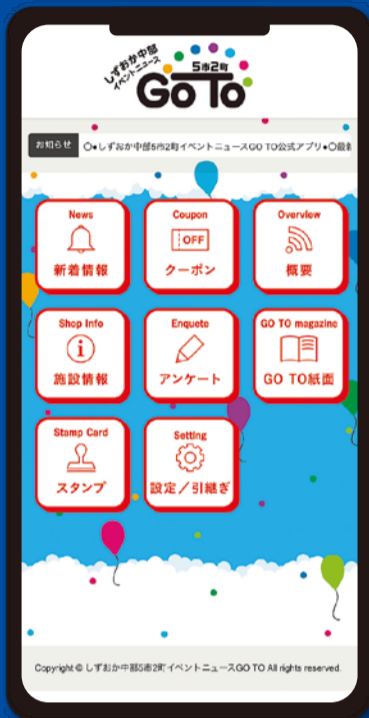 しずおか中部
イベントニュース
5市2町
GO TO
お知らせ
○●しずおか中部5市2町イベントニュースGO TO公式アプリ●○最新
News
新着情報
Coupon
OFF
クーポン
Overview
概要
Shop Info
施設情報
Enquete
アンケート
GO TO magazine
GO TO紙面
Stamp Card
スタンプ
Setting
設定／引継ぎ
Copyright © しずおか中部5市2町イベントニュースGO TO All rights reserved.